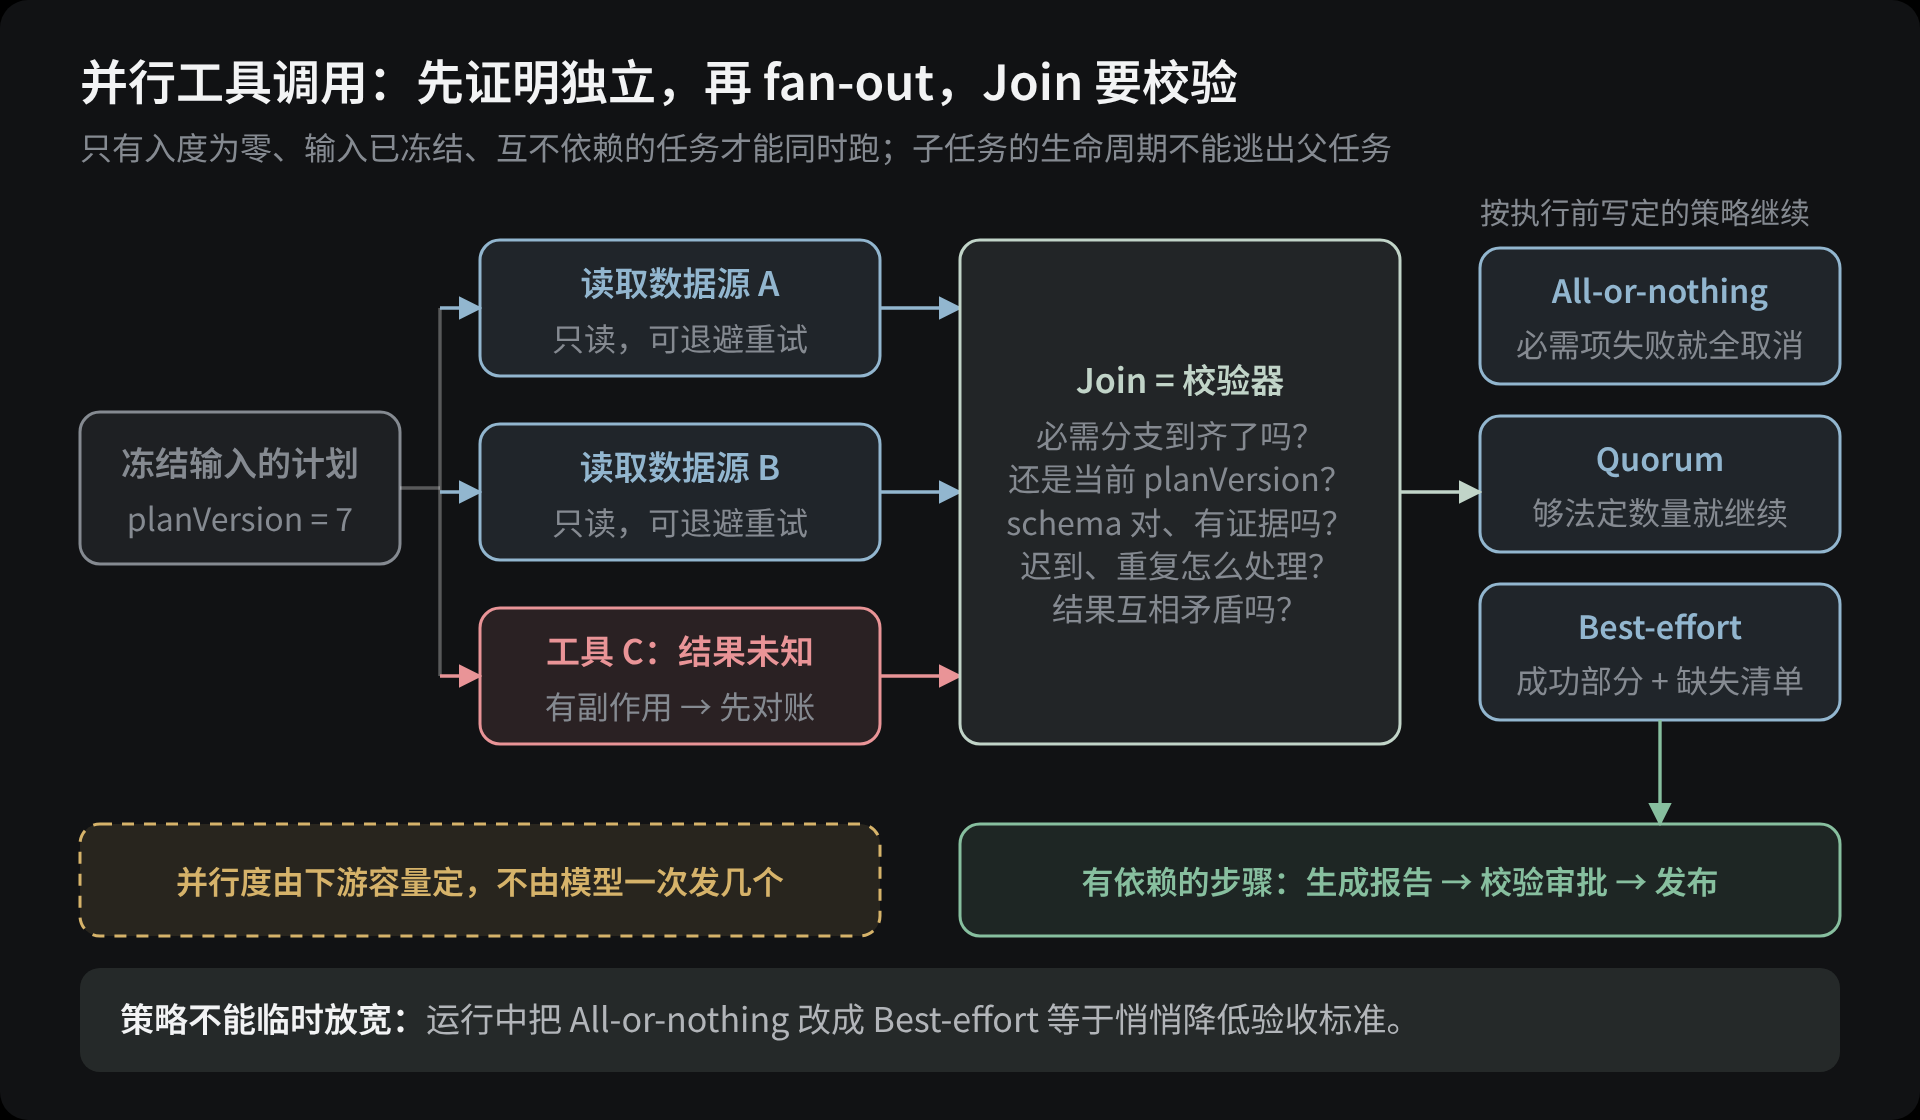 并行工具调用：先证明独立，再 fan-out，Join 要校验
只有入度为零、输入已冻结、互不依赖的任务才能同时跑；子任务的生命周期不能逃出父任务
按执行前写定的策略继续
冻结输入的计划
planVersion = 7
读取数据源 A
只读，可退避重试
读取数据源 B
只读，可退避重试
工具 C：结果未知
有副作用 → 先对账
Join = 校验器
必需分支到齐了吗？
还是当前 planVersion？
schema 对、有证据吗？
迟到、重复怎么处理？
结果互相矛盾吗？
All-or-nothing
必需项失败就全取消
Quorum
够法定数量就继续
Best-effort
成功部分 + 缺失清单
并行度由下游容量定，不由模型一次发几个
有依赖的步骤：生成报告 → 校验审批 → 发布
策略不能临时放宽：运行中把 All-or-nothing 改成 Best-effort 等于悄悄降低验收标准。